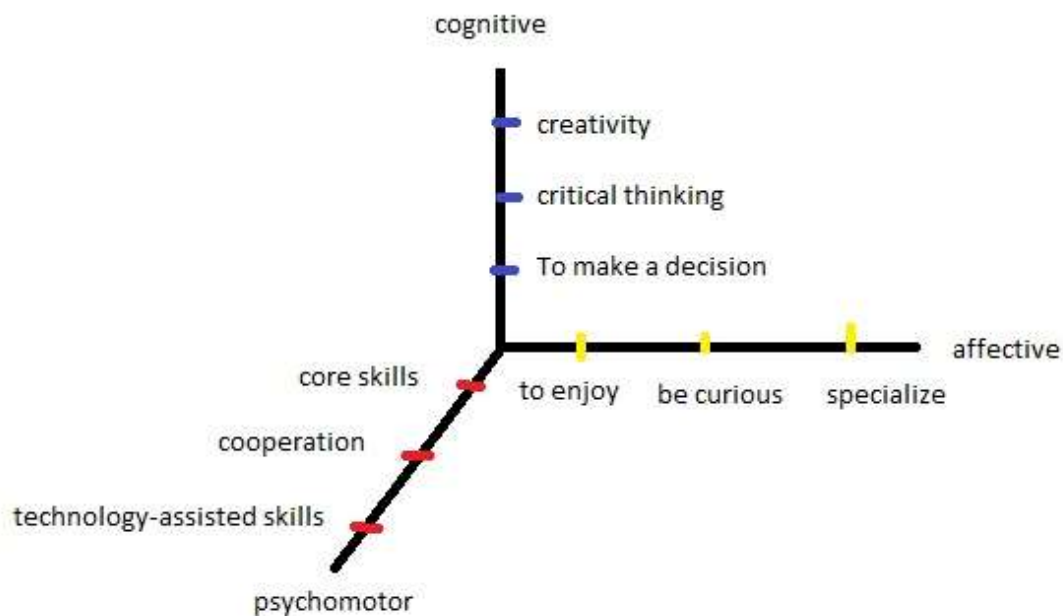 cognitive
creativity
critical thinking
To make a decision
affective
to enjoy
be curious
specialize
core skills
cooperation
technology-assisted skills
psychomotor